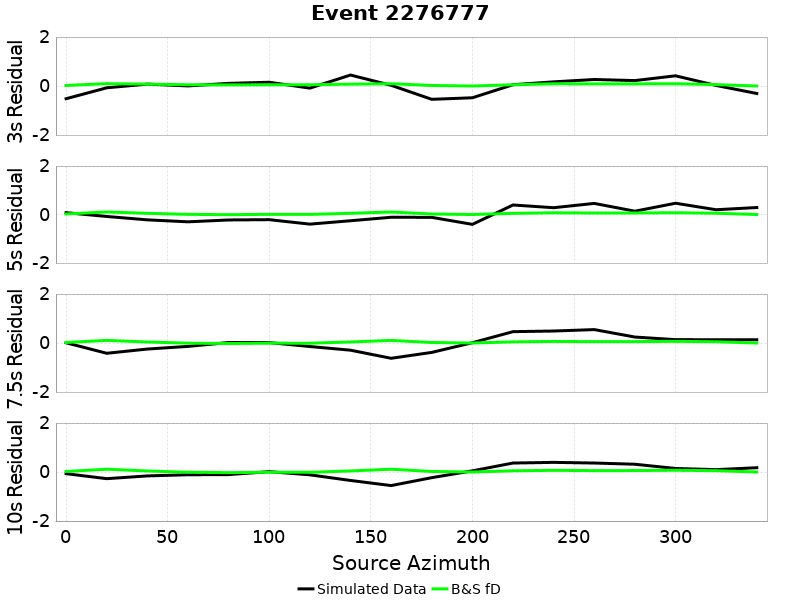 Event 2276777
3s Residual
2
0
-2
5s Residual
2
0
-2
7.5s Residual
2
0
-2
10s Residual
2
0
-2
0 50 100 150 200 250 300
Source Azimuth
Simulated Data B&S fD